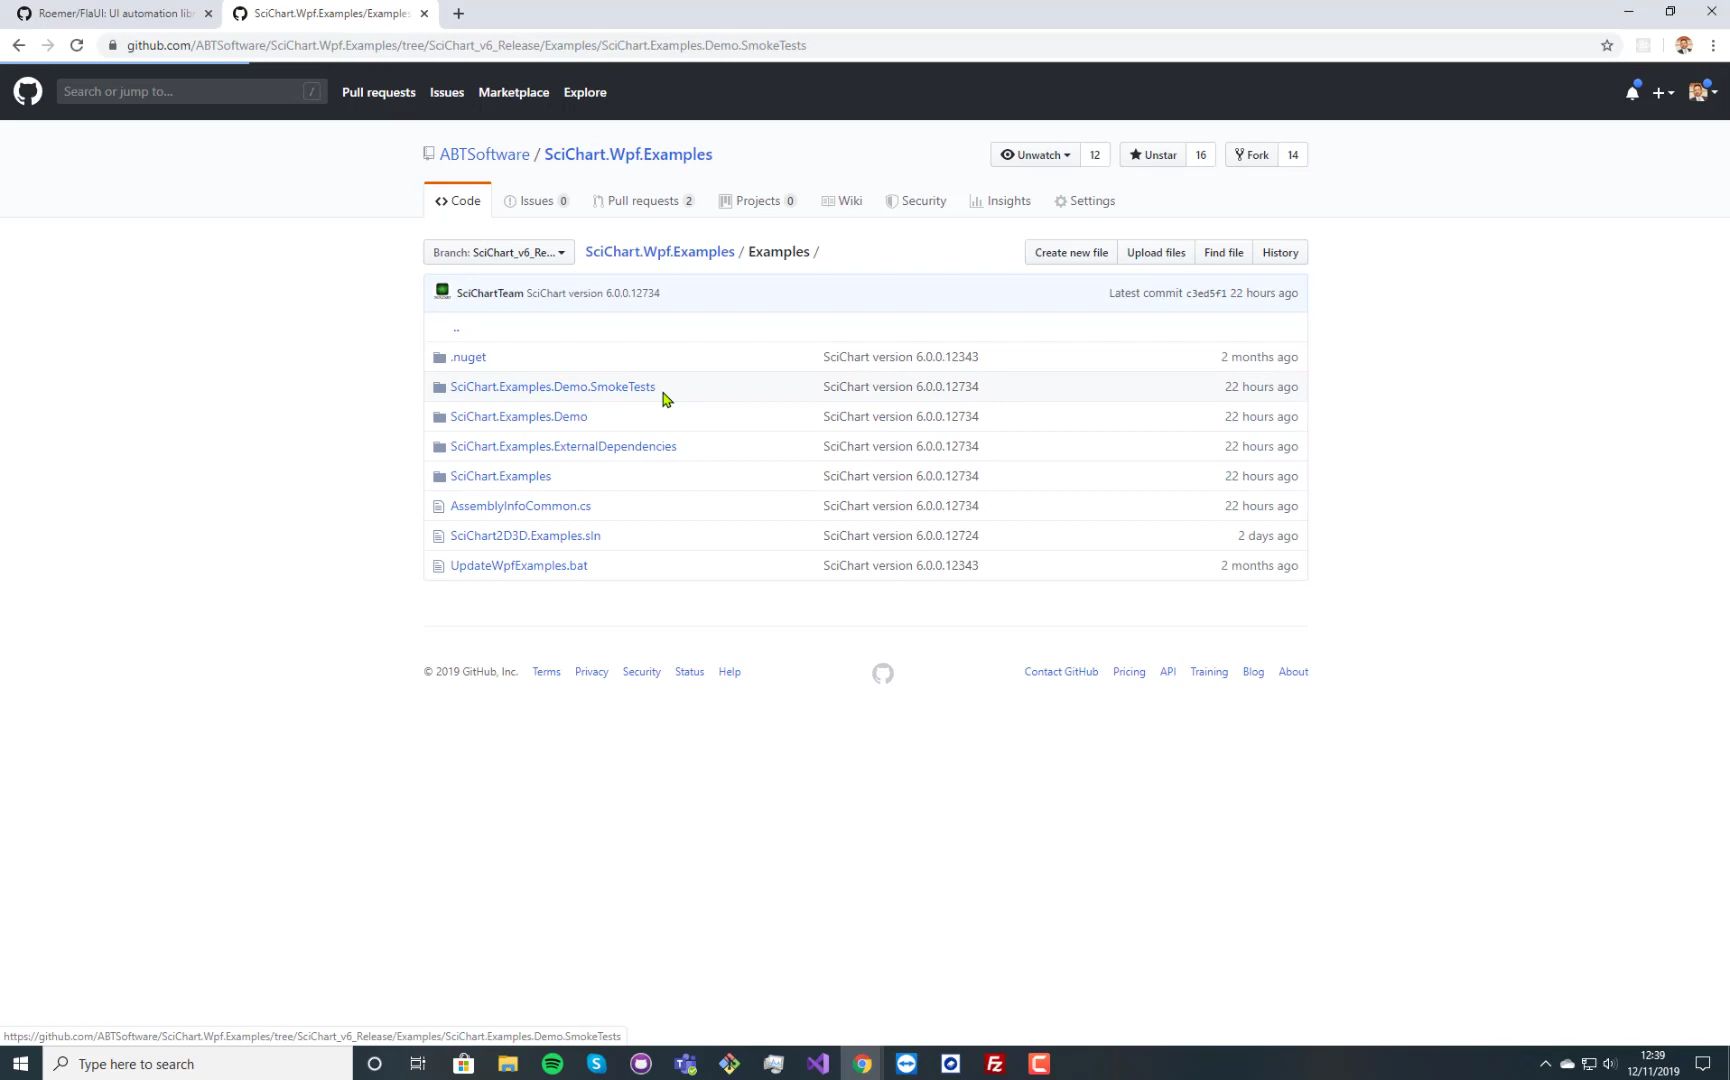 Roemer/FlaUI: UI automation libr
SciChart.Wpf.Examples/Examples
github.com/ABTSoftware/SciChart.Wpf.Examples/tree/SciChart_v6_Release/Examples/SciChart.Examples.Demo.SmokeTests
Search or jump to...
/
Pull requests
Issues
Marketplace
Explore
ABTSoftware / SciChart.Wpf.Examples
Unwatch 12
Unstar 16
Fork 14
Code
Issues 0
Pull requests 2
Projects 0
Wiki
Security
Insights
Settings
Branch: SciChart_v6_Re...
SciChart.Wpf.Examples / Examples /
Create new file
Upload files
Find file
History
SciChartTeam SciChart version 6.0.0.12734
Latest commit c3ed5f1 22 hours ago
..
.nuget SciChart version 6.0.0.12343 2 months ago
SciChart.Examples.Demo.SmokeTests SciChart version 6.0.0.12734 22 hours ago
SciChart.Examples.Demo SciChart version 6.0.0.12734 22 hours ago
SciChart.Examples.ExternalDependencies SciChart version 6.0.0.12734 22 hours ago
SciChart.Examples SciChart version 6.0.0.12734 22 hours ago
AssemblyInfoCommon.cs SciChart version 6.0.0.12734 22 hours ago
SciChart2D3D.Examples.sln SciChart version 6.0.0.12724 2 days ago
UpdateWpfExamples.bat SciChart version 6.0.0.12343 2 months ago
© 2019 GitHub, Inc. Terms Privacy Security Status Help
Contact GitHub Pricing API Training Blog About
https://github.com/ABTSoftware/SciChart.Wpf.Examples/tree/SciChart_v6_Release/Examples/SciChart.Examples.Demo.SmokeTests
Type here to search
12:39
12/11/2019